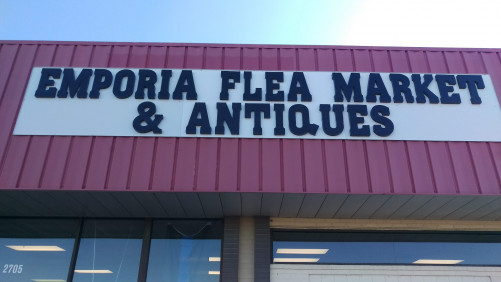 EMPORIA FLEA MARKET
& ANTIQUES
2705